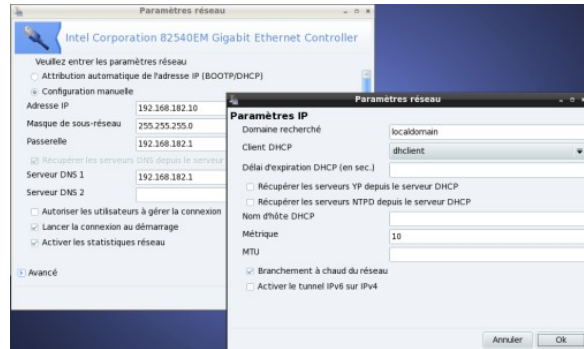 Paramètres réseau
Intel Corporation 82540EM Gigabit Ethernet Controller
Veuillez entrer les paramètres réseau
Attribution automatique de l'adresse IP (BOOTP/DHCP)
Configuration manuelle
Adresse IP 192.168.182.10
Masque de sous-réseau 255.255.255.0
Passerelle 192.168.182.1
Récupérer les serveurs DNS depuis le serveur
Serveur DNS 1 192.168.182.1
Serveur DNS 2
Autoriser les utilisateurs à gérer la connexion
Lancer la connexion au démarrage
Activer les statistiques réseau
Avancé
Paramètres réseau
Paramètres IP
Domaine recherché localdomain
Client DHCP dhclient
Délai d'expiration DHCP (en sec.)
Récupérer les serveurs YP depuis le serveur DHCP
Récupérer les serveurs NTPD depuis le serveur DHCP
Nom d'hôte DHCP
Métrique 10
MTU
Branchement à chaud du réseau
Activer le tunnel IPv6 sur IPv4
Annuler Ok